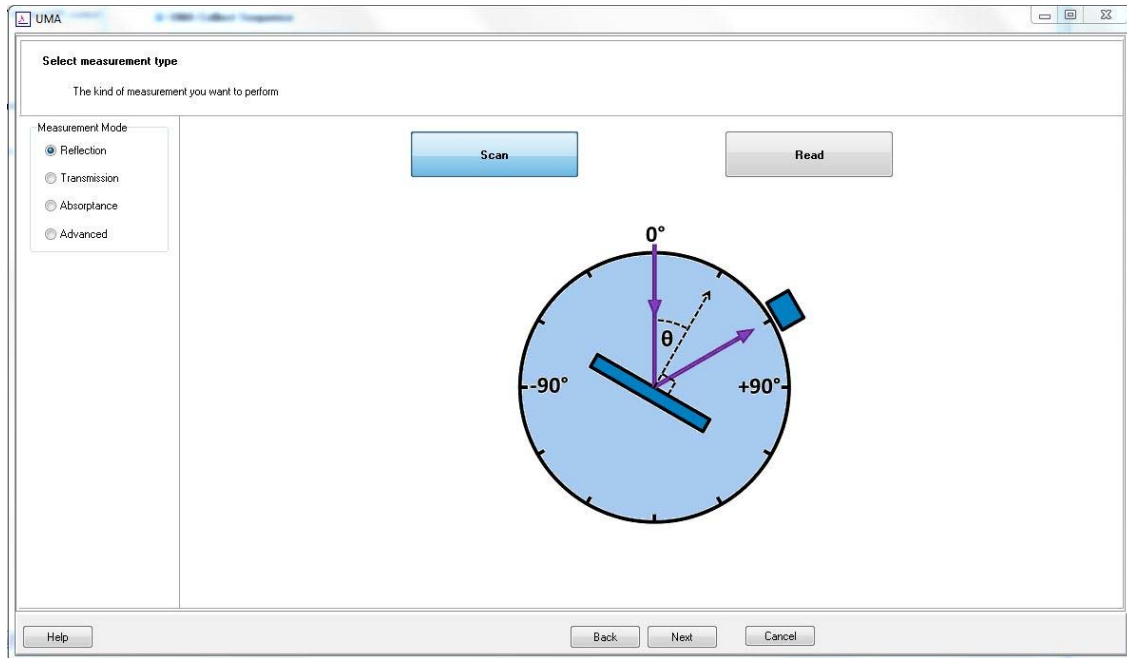 UMA
Select measurement type
The kind of measurement you want to perform
Measurement Mode
Reflection
Transmission
Absorptance
Advanced
Scan
Read
0°
θ
-90°
+90°
Help
Back
Next
Cancel